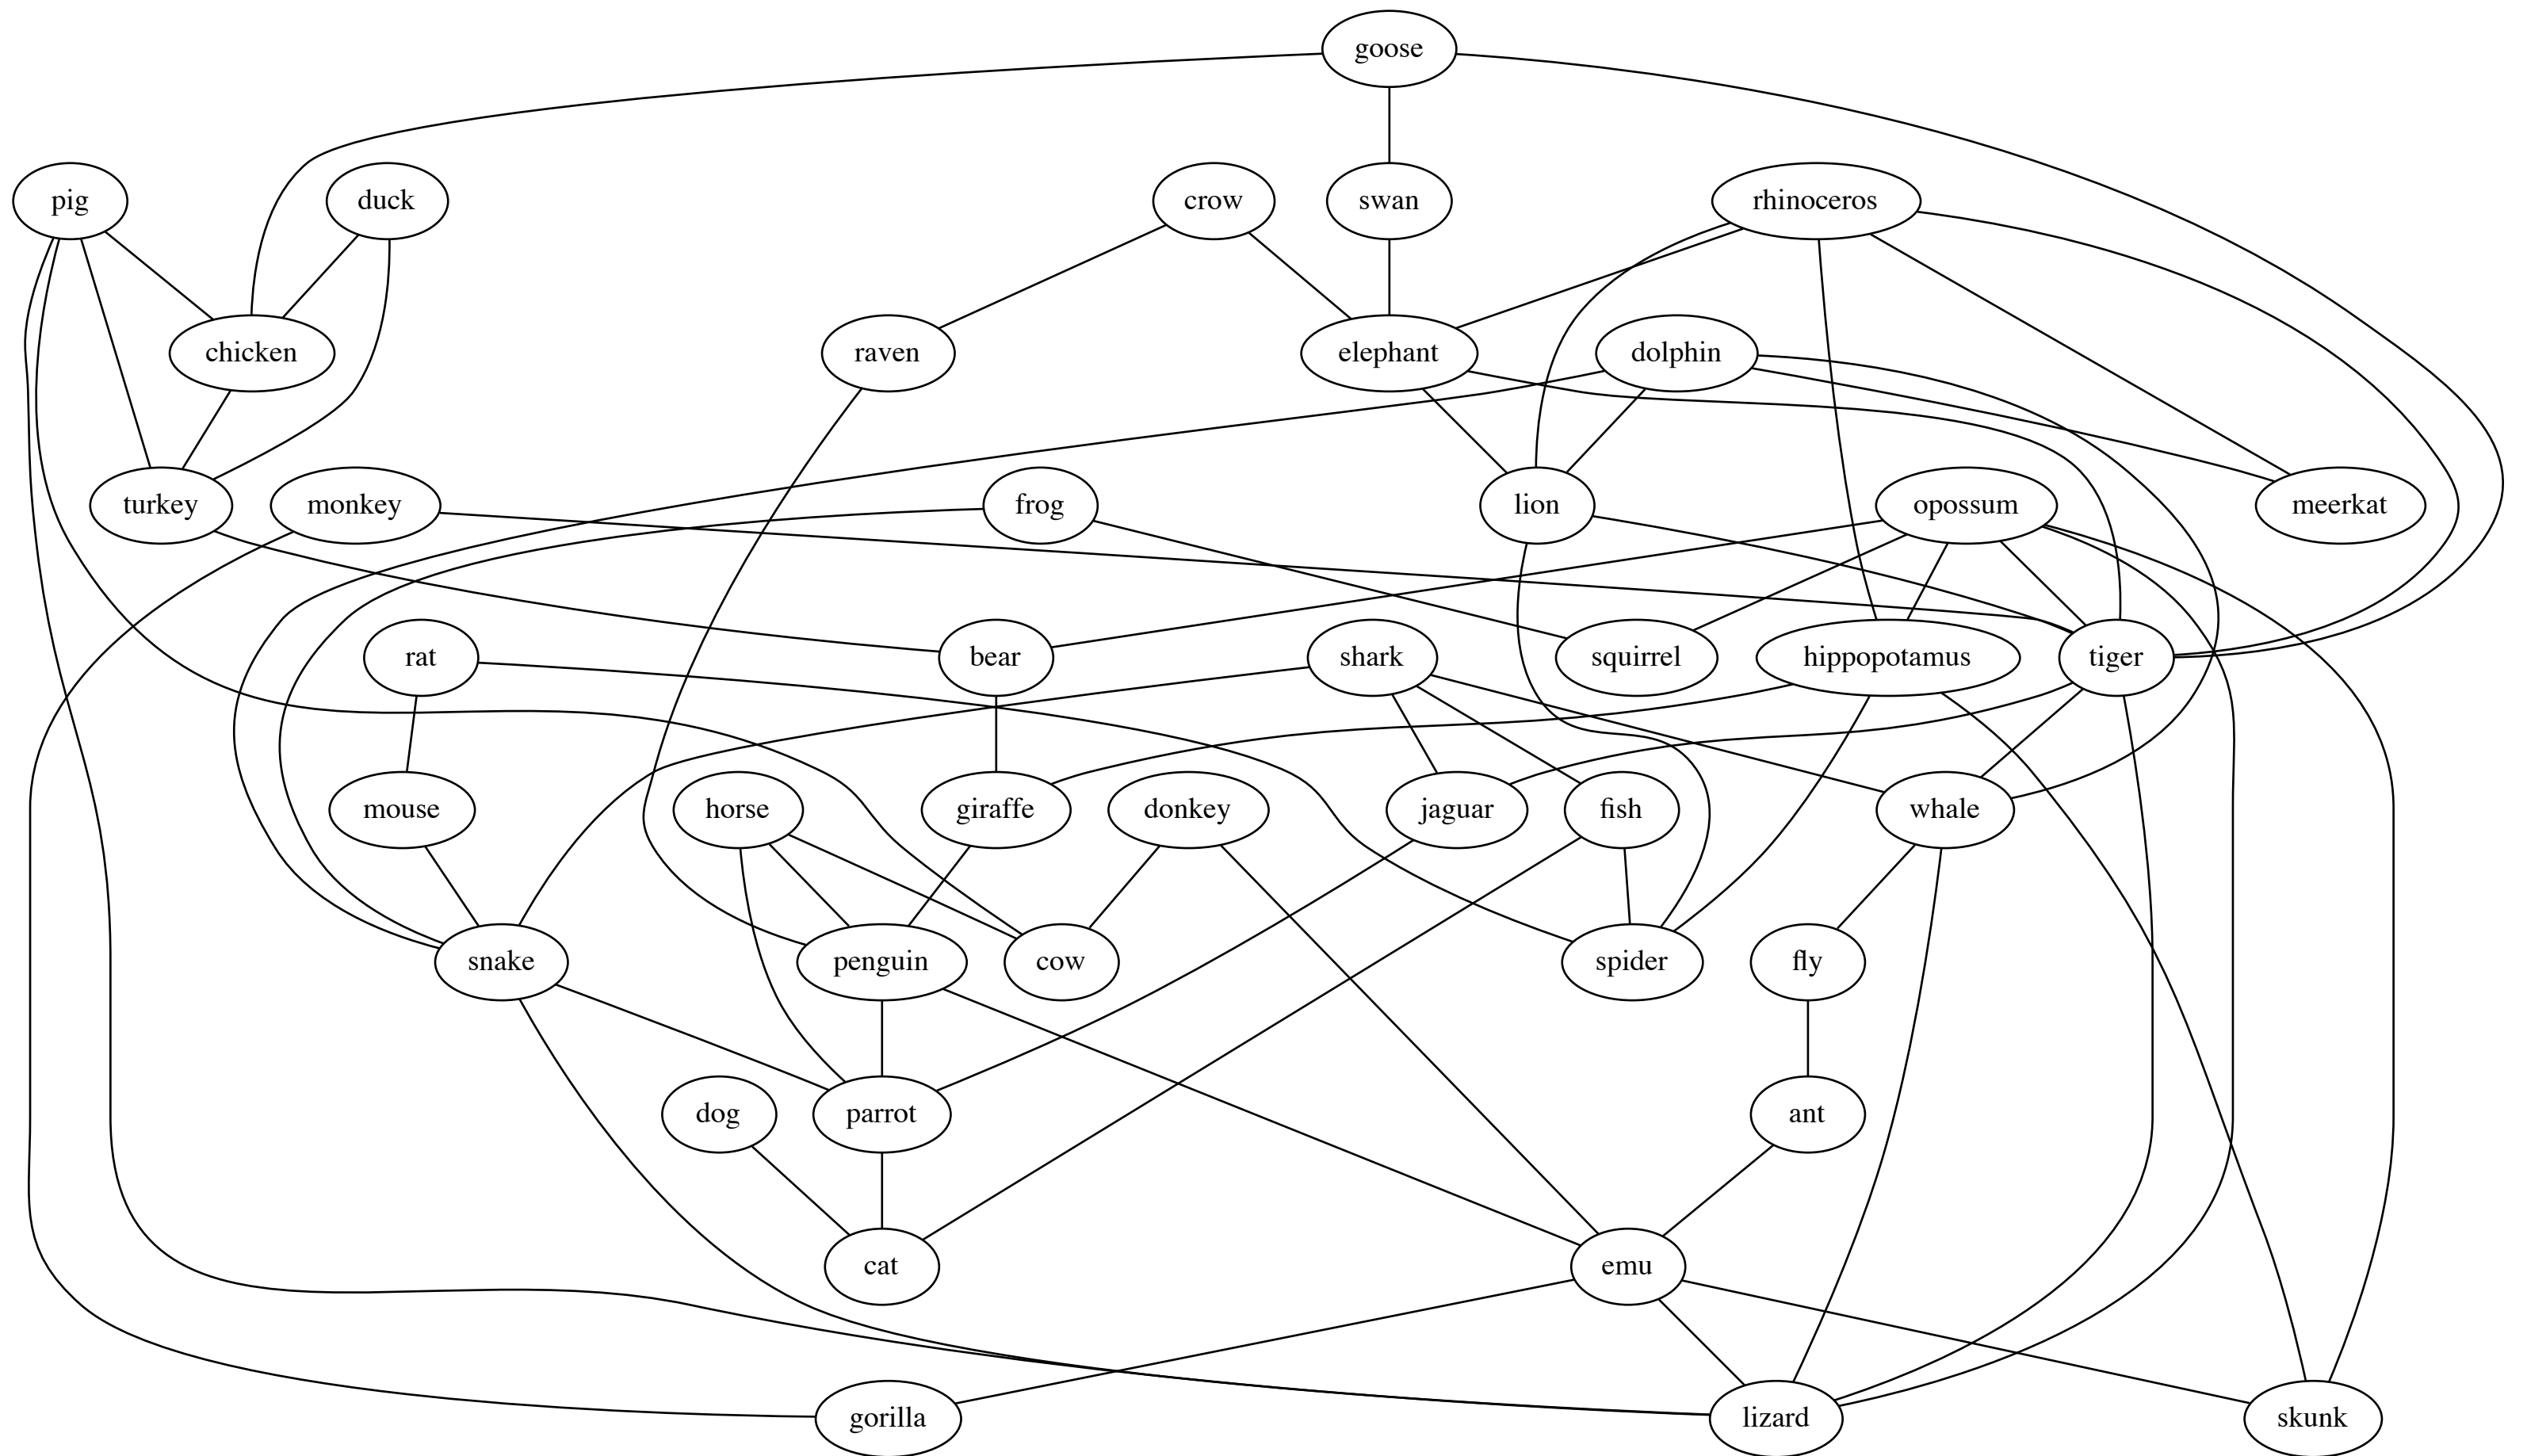 goose
pig
duck
crow
swan
rhinoceros
chicken
raven
elephant
dolphin
turkey
monkey
frog
lion
opossum
meerkat
rat
bear
shark
squirrel
hippopotamus
tiger
mouse
horse
giraffe
donkey
jaguar
fish
whale
snake
penguin
cow
spider
fly
dog
parrot
ant
cat
emu
gorilla
lizard
skunk